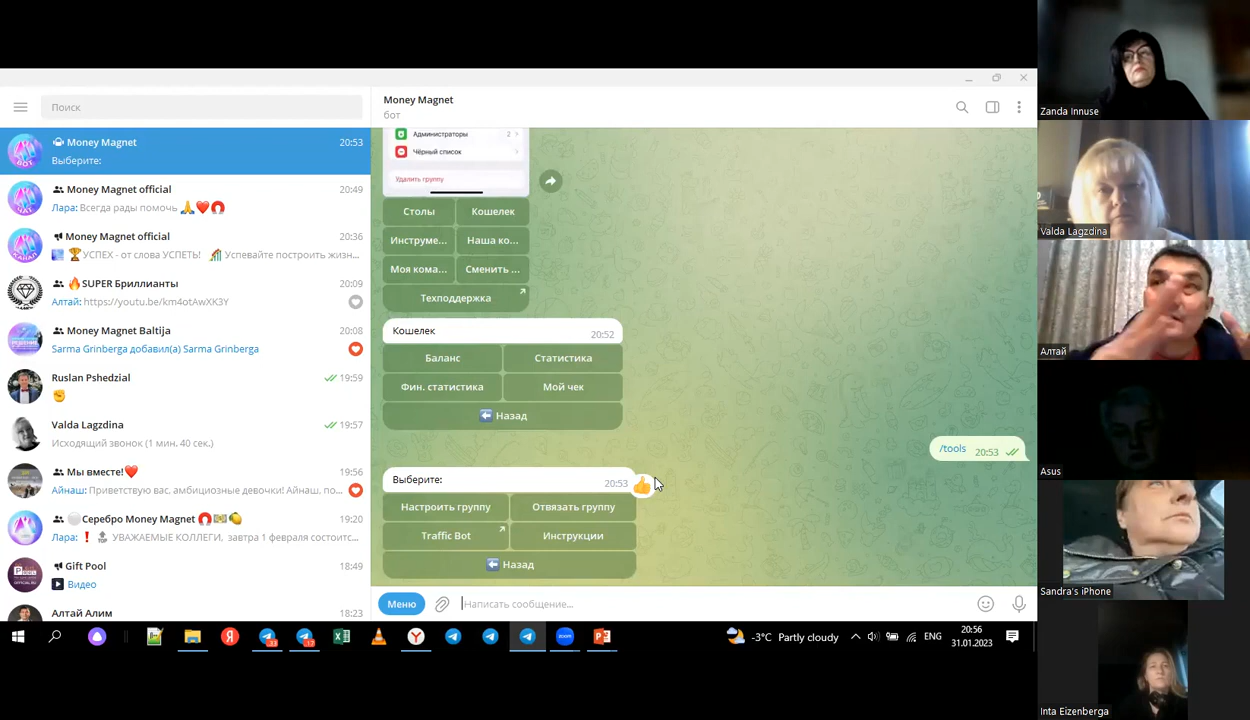 Поиск
Money Magnet
20:53
Выберите:
Money Magnet official
20:49
Лара: Всегда рады помочь 🙏❤️🧲
Money Magnet official
20:36
🏆УСПЕХ - от слова УСПЕТЬ! Успевайте построить жизн...
🔥SUPER Бриллианты
20:09
Алтай: https://youtu.be/km4otAwXK3Y
Money Magnet Baltija
20:08
Sarma Grinberga добавил(а) Sarma Grinberga
Ruslan Pshedzial
19:59
✊
Valda Lagzdina
19:57
Исходящий звонок (1 мин. 40 сек.)
Мы вместе!❤️
19:56
Айнаш: Приветствую вас, амбициозные девочки! Айнаш, по...
⚪Серебро Money Magnet 🧲💵🍋
19:20
Лара: ❗ УВАЖАЕМЫЕ КОЛЛЕГИ, завтра 1 февраля состоитс...
Gift Pool
18:49
Видео
Алтай Алим
18:23
Money Magnet
бот
Администраторы 2
Чёрный список
Удалить группу
Столы
Кошелек
Инструме...
Наша ко...
Моя кома...
Сменить ...
Техподдержка
Кошелек
20:52
Баланс
Статистика
Фин. статистика
Мой чек
⬅ Назад
/tools
20:53
Выберите:
20:53
👍
Настроить группу
Отвязать группу
Traffic Bot
Инструкции
⬅ Назад
Меню
Написать сообщение...
-3°C Partly cloudy
ENG
20:56
31.01.2023
Zanda Innuse
Valda Lagzdina
Алтай
Asus
Sandra's iPhone
Inta Eizenberga